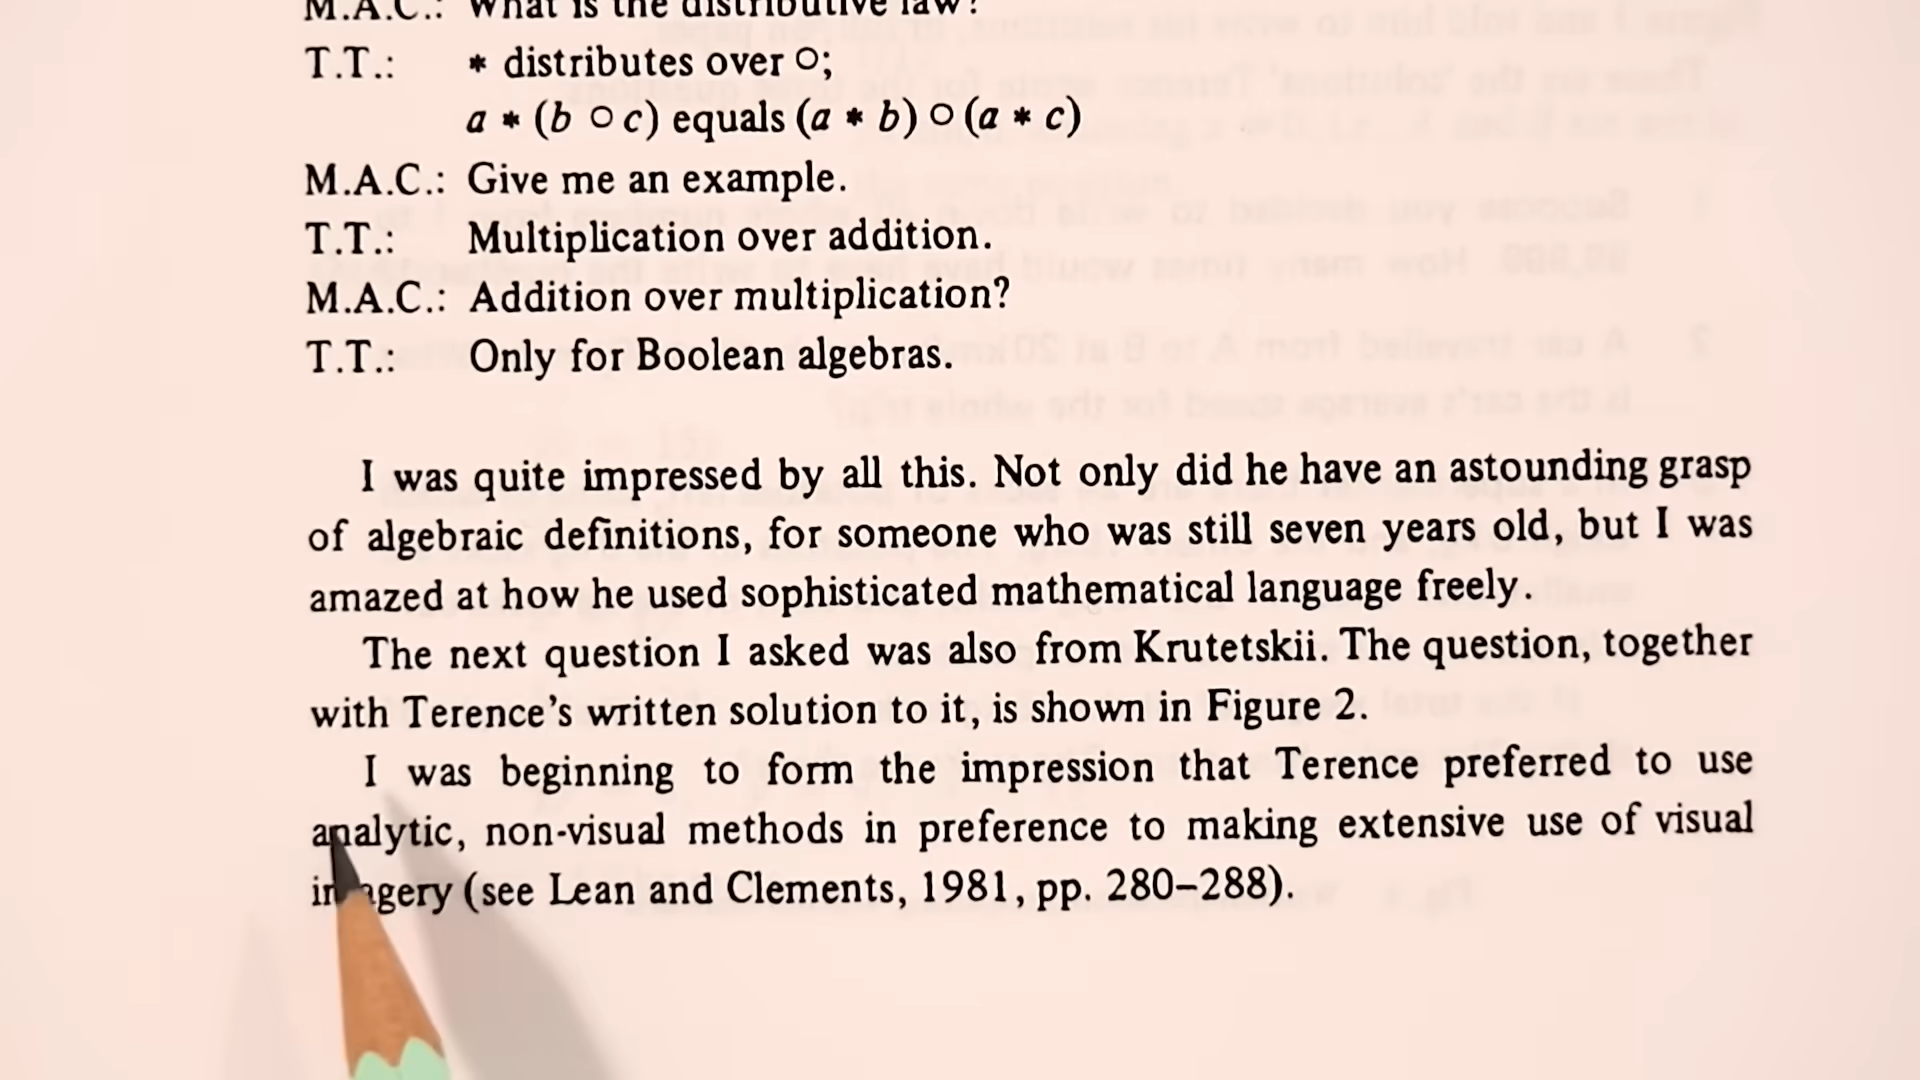 M.A.C.: What is the distributive law?
T.T.: * distributes over ○;
a * (b ○ c) equals (a * b) ○ (a * c)
M.A.C.: Give me an example.
T.T.: Multiplication over addition.
M.A.C.: Addition over multiplication?
T.T.: Only for Boolean algebras.
I was quite impressed by all this. Not only did he have an astounding grasp
of algebraic definitions, for someone who was still seven years old, but I was
amazed at how he used sophisticated mathematical language freely.
The next question I asked was also from Krutetskii. The question, together
with Terence's written solution to it, is shown in Figure 2.
I was beginning to form the impression that Terence preferred to use
analytic, non-visual methods in preference to making extensive use of visual
imagery (see Lean and Clements, 1981, pp. 280–288).